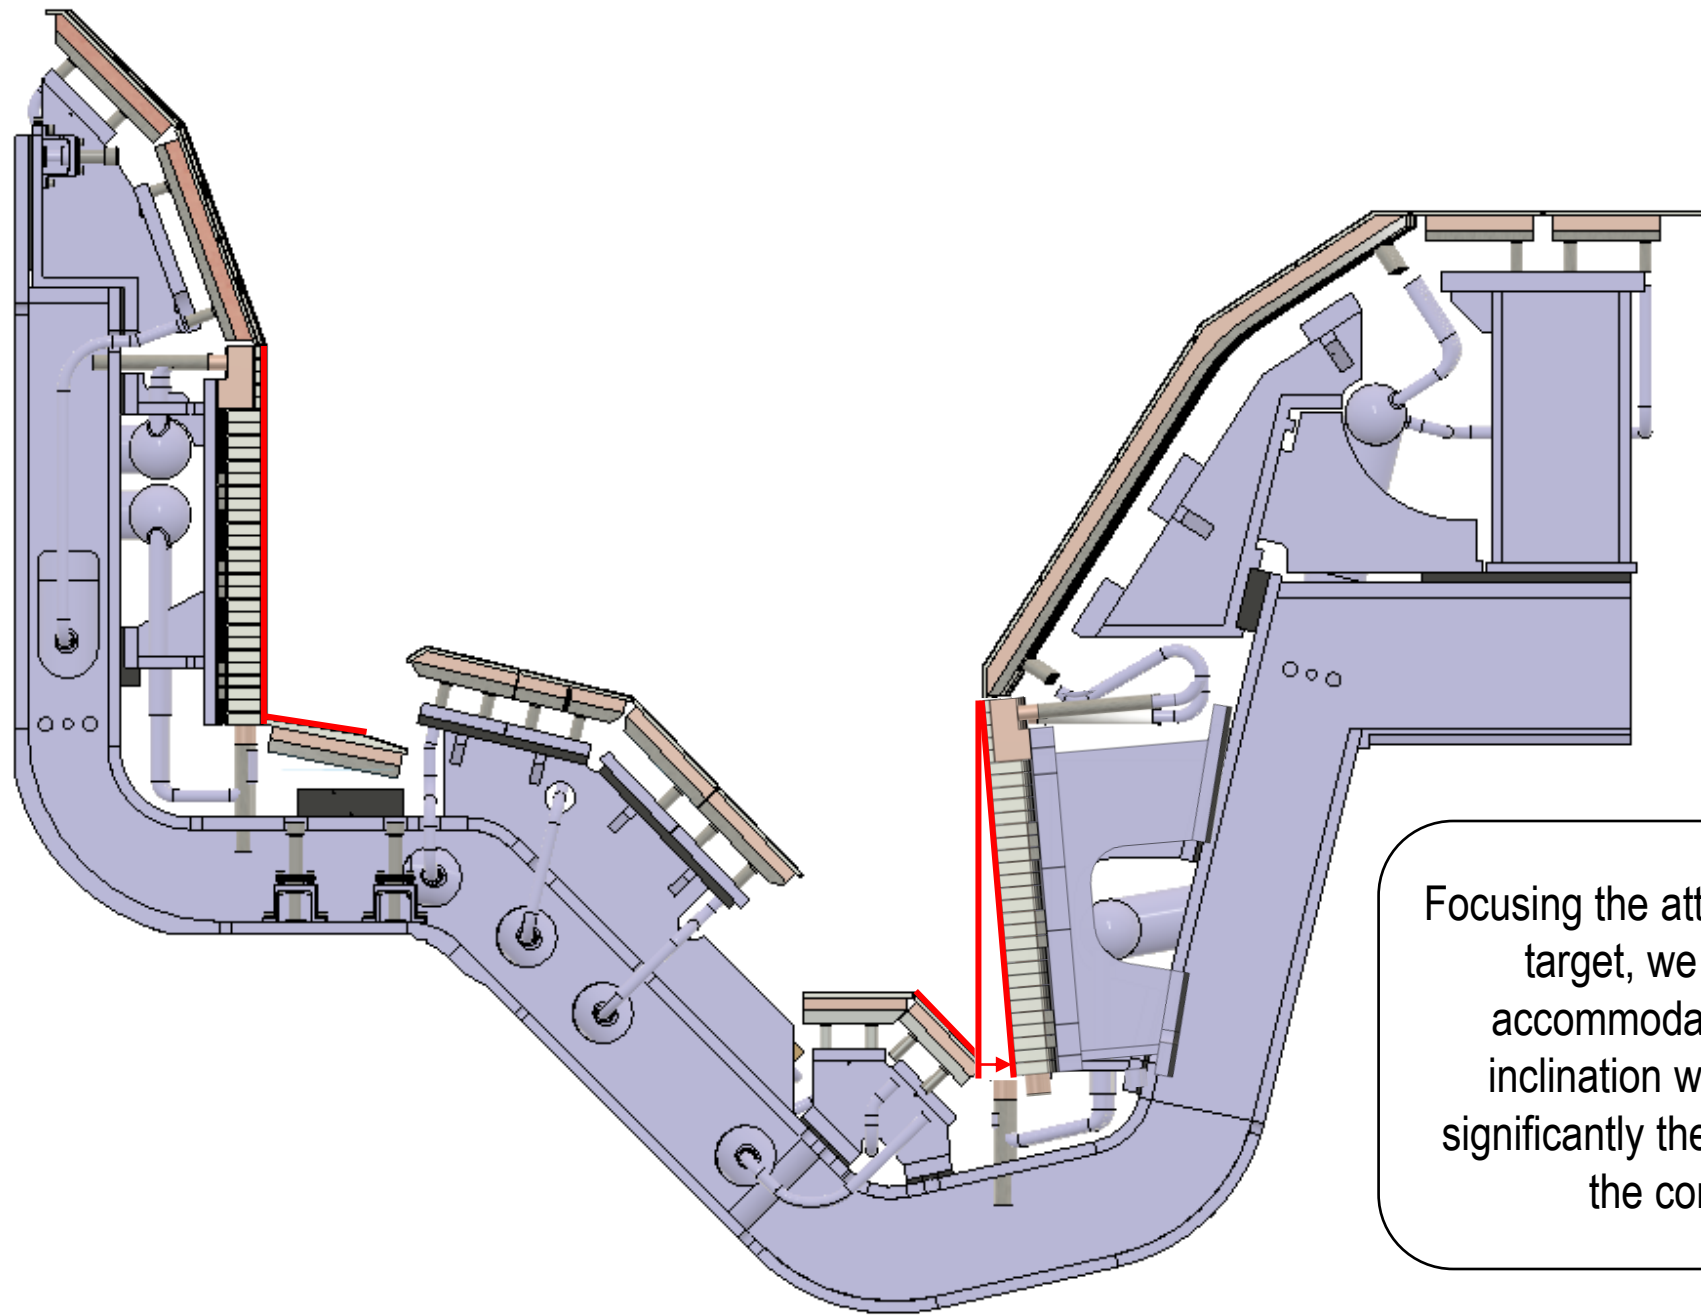 Focusing the att
target, we
accommoda
inclination w
significantly the
the co